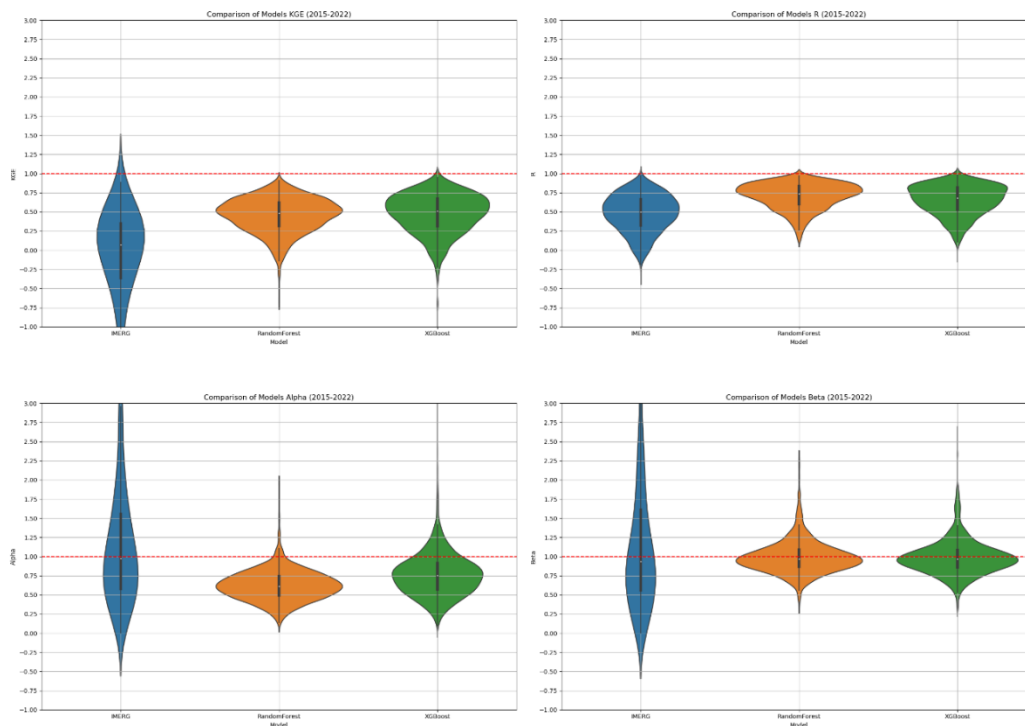 Comparison of Models KGE (2015-2022)
3.00
2.75
2.50
2.25
2.00
1.75
1.50
1.25
1.00
0.75
0.50
0.25
0.00
−0.25
−0.50
−0.75
−1.00
KGE
IMERG
RandomForest
XGBoost
Model
Comparison of Models R (2015-2022)
3.00
2.75
2.50
2.25
2.00
1.75
1.50
1.25
1.00
0.75
0.50
0.25
0.00
−0.25
−0.50
−0.75
−1.00
R
IMERG
RandomForest
XGBoost
Model
Comparison of Models Alpha (2015-2022)
3.00
2.75
2.50
2.25
2.00
1.75
1.50
1.25
1.00
0.75
0.50
0.25
0.00
−0.25
−0.50
−0.75
−1.00
Alpha
IMERG
RandomForest
XGBoost
Model
Comparison of Models Beta (2015-2022)
3.00
2.75
2.50
2.25
2.00
1.75
1.50
1.25
1.00
0.75
0.50
0.25
0.00
−0.25
−0.50
−0.75
−1.00
Beta
IMERG
RandomForest
XGBoost
Model